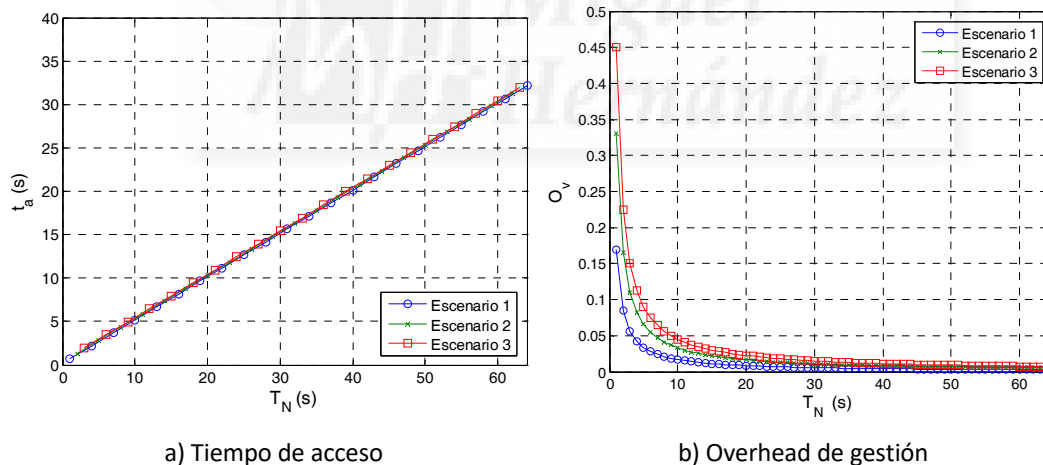 Miguel
Hernández
35
30
25
20
15
10
5
0
t_a (s)
0 10 20 30 40 50 60
T_N (s)
Escenario 1
Escenario 2
Escenario 3
a) Tiempo de acceso
0.5
0.45
0.4
0.35
0.3
0.25
0.2
0.15
0.1
0.05
0
O_v
0 10 20 30 40 50 60
T_N (s)
Escenario 1
Escenario 2
Escenario 3
b) Overhead de gestión